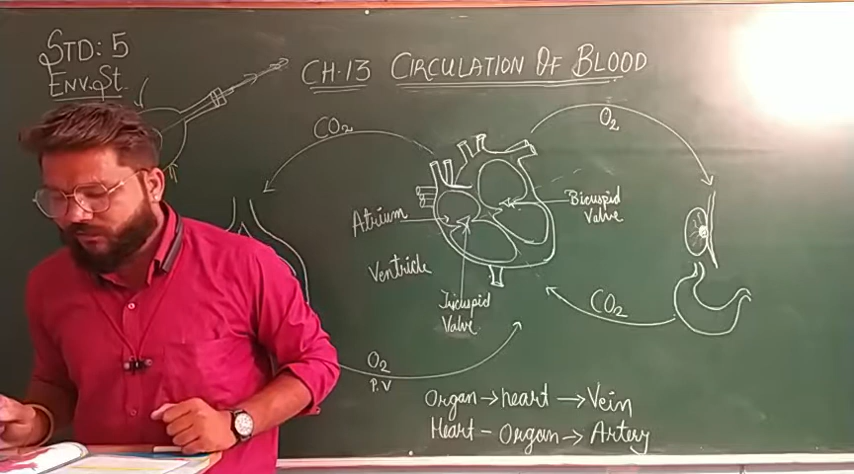 STD: 5
ENV.St.
CH-13 CIRCULATION OF BLOOD
CO2
O2
Atrium
Bicuspid
Valve
Ventricle
Tricuspid
Valve
CO2
O2
P.V
Organ → heart → Vein
Heart - Organ → Artery